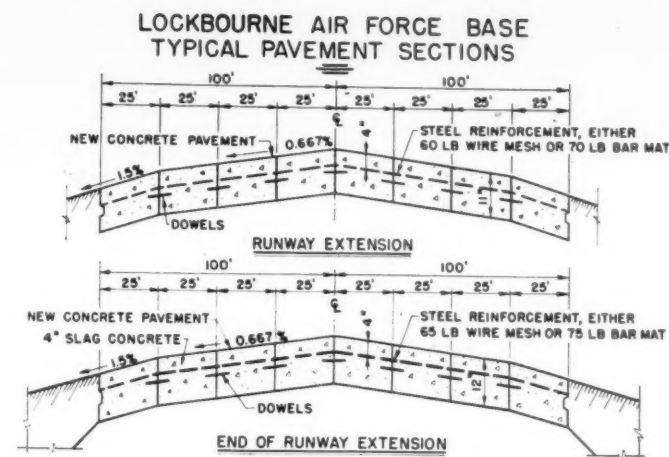 LOCKBOURNE AIR FORCE BASE
TYPICAL PAVEMENT SECTIONS
100' 100'
25' 25' 25' 25' 25' 25' 25' 25'
℄
NEW CONCRETE PAVEMENT 0.667% 4" STEEL REINFORCEMENT, EITHER
60 LB WIRE MESH OR 70 LB BAR MAT
1.5%
11
DOWELS
RUNWAY EXTENSION
100' 100'
25' 25' 25' 25' 25' 25' 25' 25'
℄
NEW CONCRETE PAVEMENT 4" STEEL REINFORCEMENT, EITHER
4" SLAG CONCRETE 0.667% 65 LB WIRE MESH OR 75 LB BAR MAT
1.5%
12
DOWELS
END OF RUNWAY EXTENSION